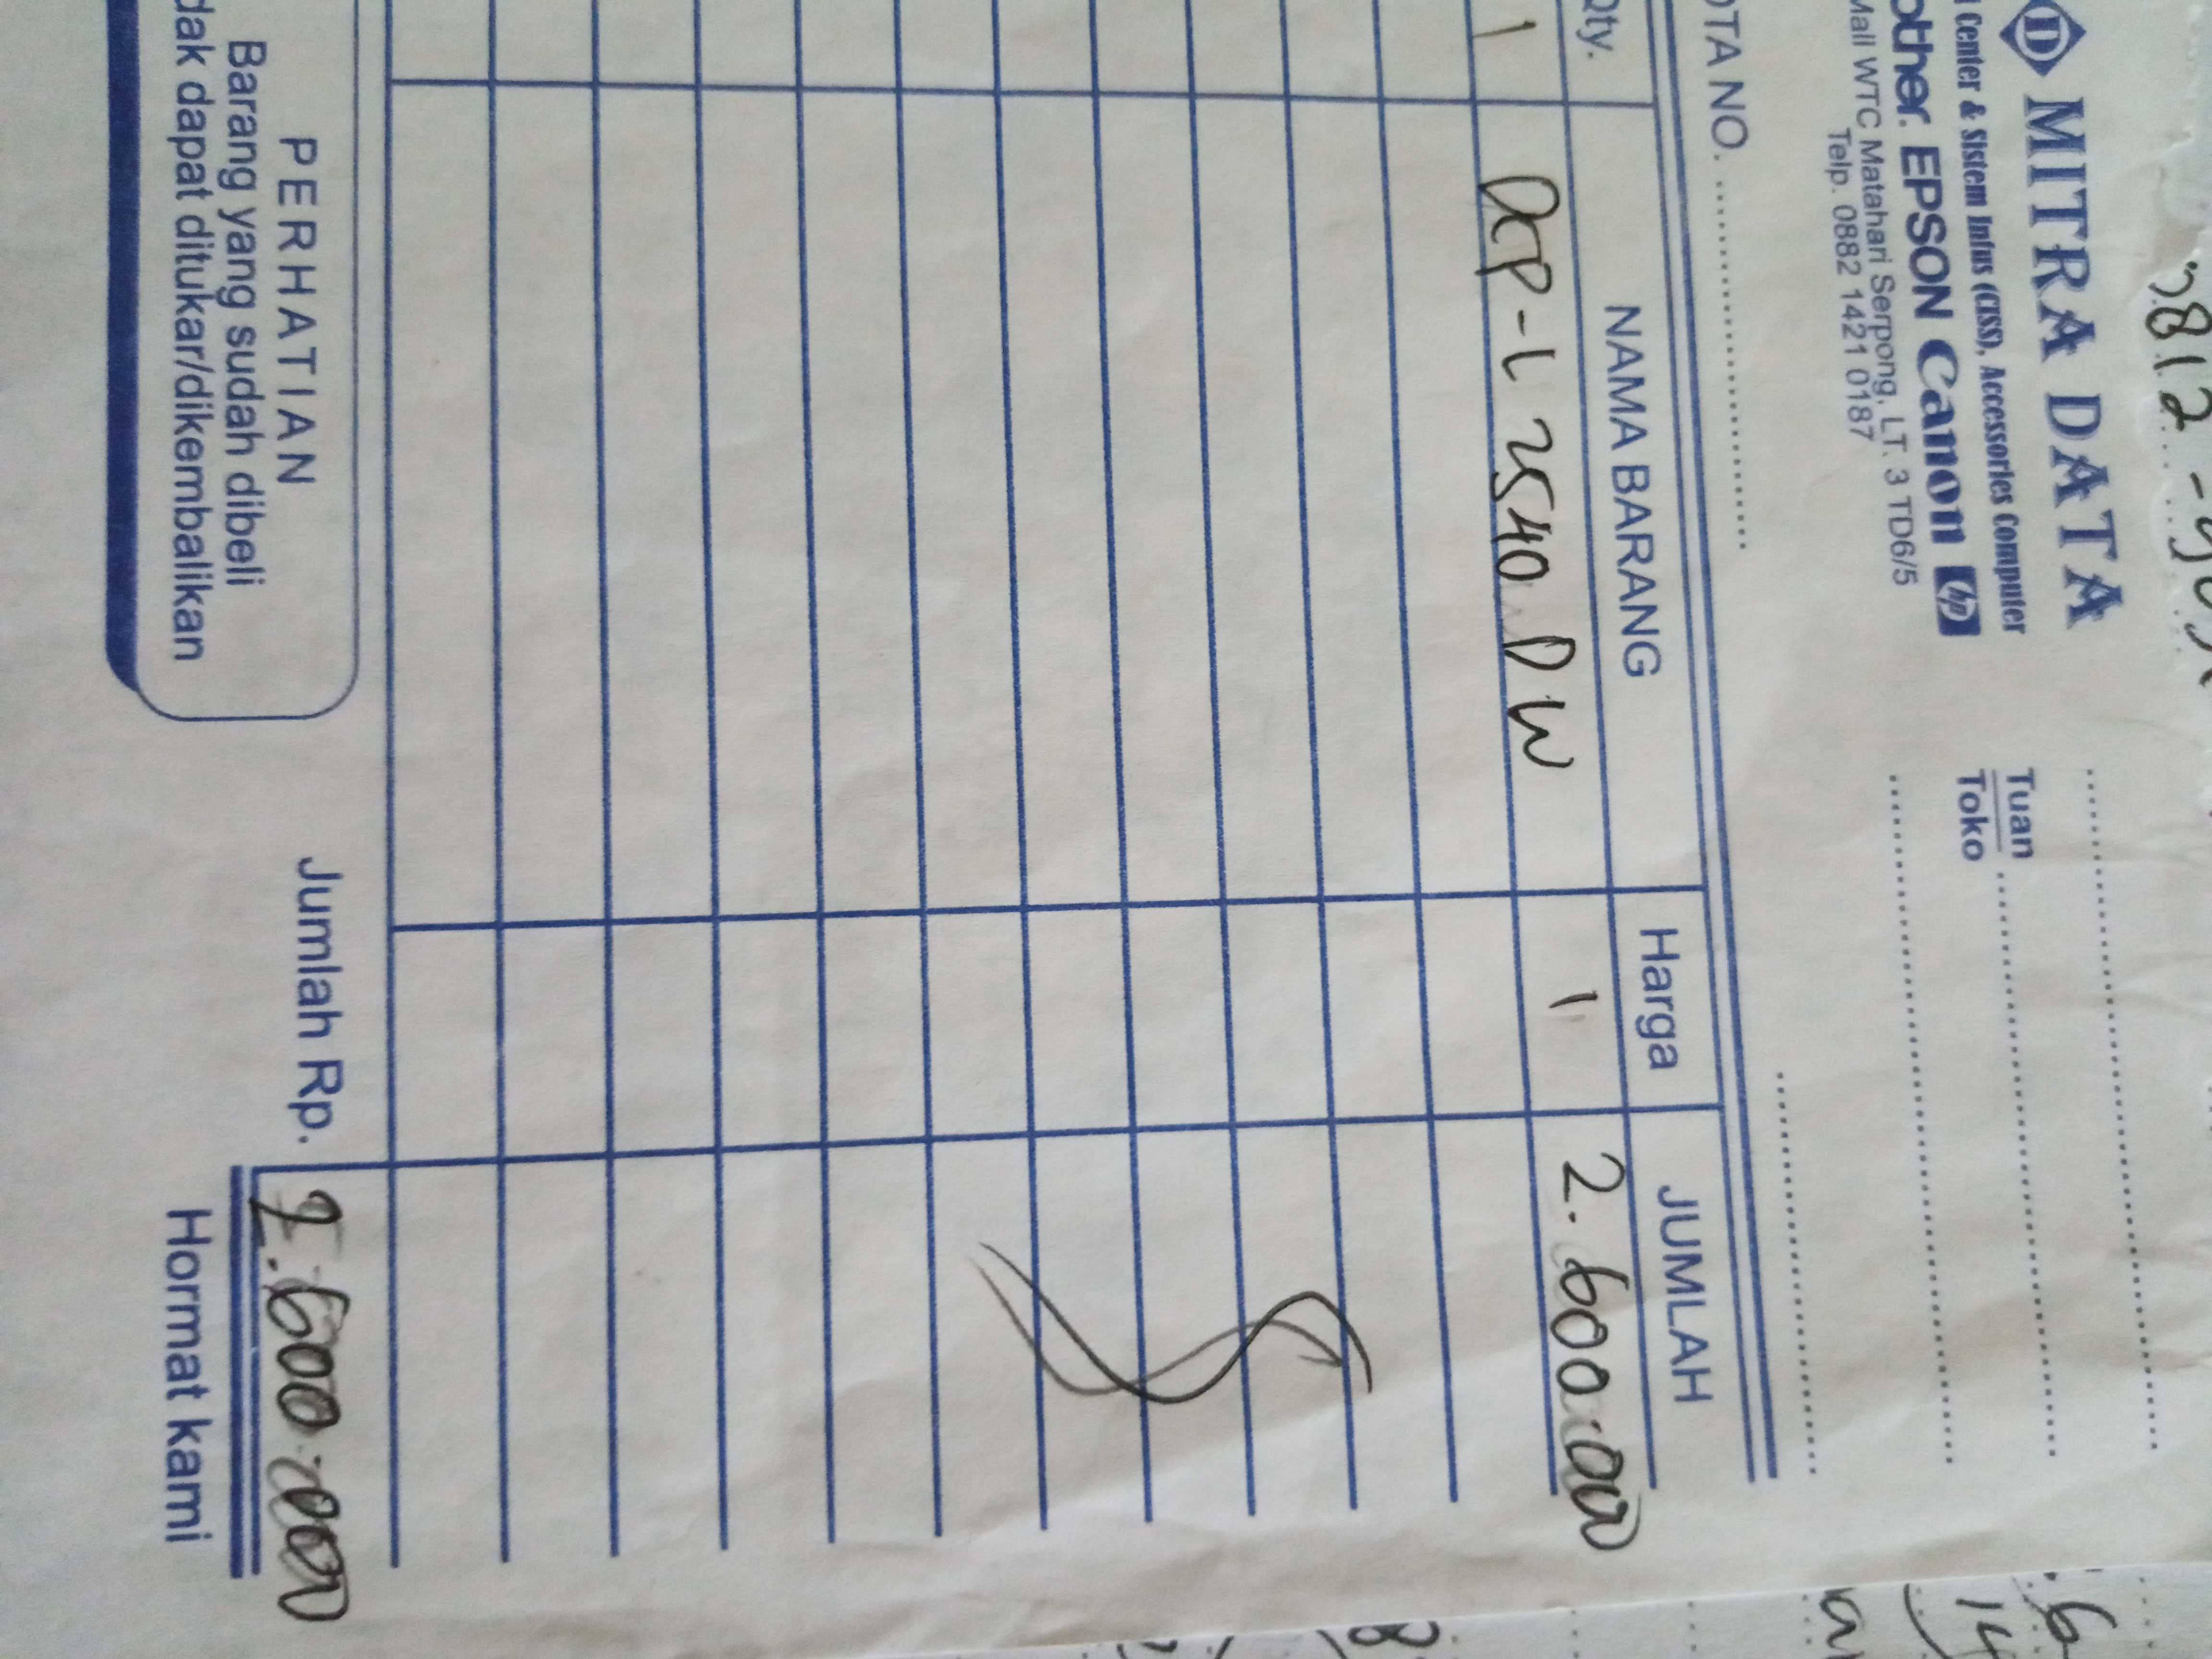 MITRA DATA
Center & Sistem Infus (CISS), Accessories Computer
other. EPSON Canon hp
Mall WTC Matahari Serpong, LT. 3 TD6/5
Telp. 0882 1421 0187
Tuan
Toko
OTA NO.
Qty. NAMA BARANG Harga JUMLAH
1 DCP-L 2540 DW 1 2.600.000
Jumlah Rp. 2.600.000
PERHATIAN
Barang yang sudah dibeli
dak dapat ditukar/dikembalikan
Hormat kami